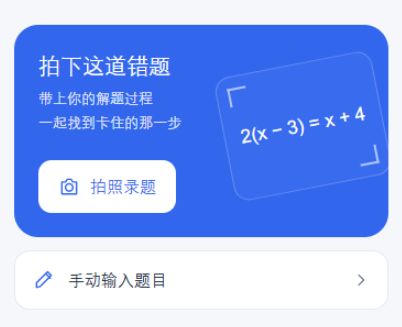 拍下这道错题
带上你的解题过程
一起找到卡住的那一步
2(x − 3) = x + 4
拍照录题
手动输入题目